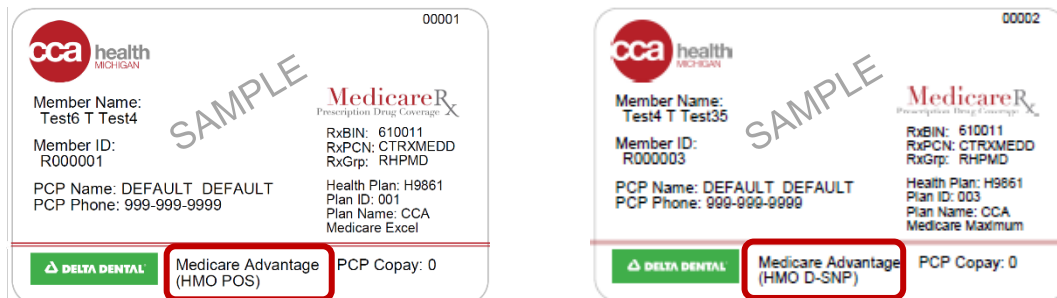 00001
cca health
MICHIGAN
SAMPLE
Member Name:
Test6 T Test4
Member ID:
R000001
PCP Name: DEFAULT DEFAULT
PCP Phone: 999-999-9999
MedicareRx
Prescription Drug Coverage
RxBIN: 610011
RxPCN: CTRXMEDD
RxGrp: RHPMD
Health Plan: H9861
Plan ID: 001
Plan Name: CCA
Medicare Excel
DELTA DENTAL
Medicare Advantage
(HMO POS)
PCP Copay: 0
00002
cca health
MICHIGAN
SAMPLE
Member Name:
Test4 T Test35
Member ID:
R000003
PCP Name: DEFAULT DEFAULT
PCP Phone: 999-999-9999
MedicareRx
Prescription Drug Coverage
RxBIN: 610011
RxPCN: CTRXMEDD
RxGrp: RHPMD
Health Plan: H9861
Plan ID: 003
Plan Name: CCA
Medicare Maximum
DELTA DENTAL
Medicare Advantage
(HMO D-SNP)
PCP Copay: 0